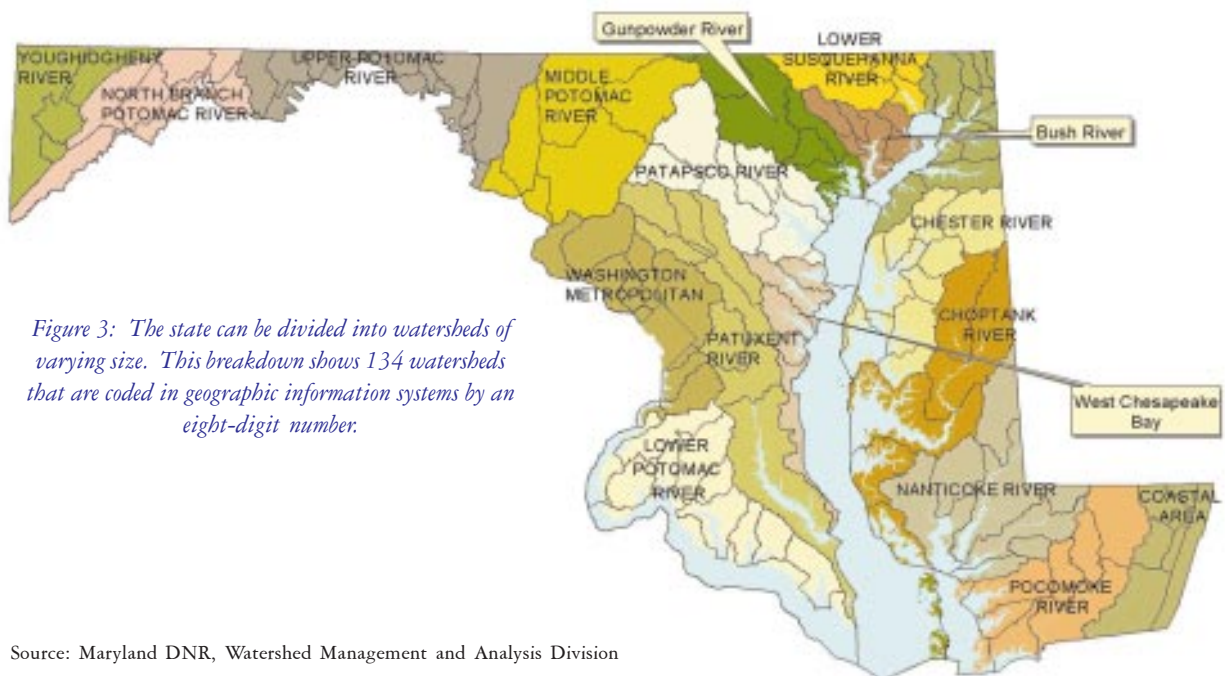 Gunpowder River
LOWER
SUSQUEHANNA
RIVER
YOUGHIOGHENY
RIVER
UPPER POTOMAC
RIVER
NORTH BRANCH
POTOMAC RIVER
MIDDLE
POTOMAC
RIVER
Bush River
PATAPSCO RIVER
CHESTER RIVER
WASHINGTON
METROPOLITAN
CHOPTANK
RIVER
PATUXENT
RIVER
Figure 3: The state can be divided into watersheds of
varying size. This breakdown shows 134 watersheds
that are coded in geographic information systems by an
eight-digit number.
West Chesapeake
Bay
LOWER
POTOMAC
RIVER
NANTICOKE RIVER
COASTAL
AREA
POCOMOKE
RIVER
Source: Maryland DNR, Watershed Management and Analysis Division